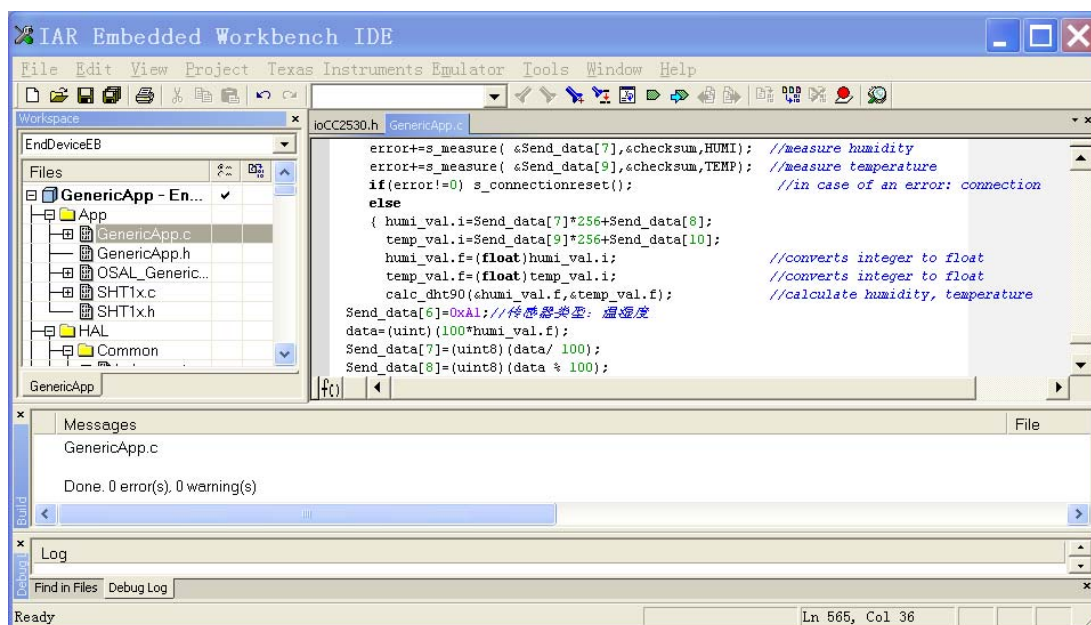 IAR Embedded Workbench IDE
File Edit View Project Texas Instruments Emulator Tools Window Help
Workspace
EndDeviceEB
Files
GenericApp - En...
App
GenericApp.c
GenericApp.h
OSAL_Generic...
SHT1x.c
SHT1x.h
HAL
Common
GenericApp
ioCC2530.h GenericApp.c
error+=s_measure( &Send_data[7],&checksum,HUMI); //measure humidity
error+=s_measure( &Send_data[9],&checksum,TEMP); //measure temperature
if(error!=0) s_connectionreset(); //in case of an error: connection
else
{ humi_val.i=Send_data[7]*256+Send_data[8];
temp_val.i=Send_data[9]*256+Send_data[10];
humi_val.f=(float)humi_val.i; //converts integer to float
temp_val.f=(float)temp_val.i; //converts integer to float
calc_dht90(&humi_val.f,&temp_val.f); //calculate humidity, temperature
Send_data[6]=0xA1;//传感器类型：温湿度
data=(uint)(100*humi_val.f);
Send_data[7]=(uint8)(data/ 100);
Send_data[8]=(uint8)(data % 100);
f()
Messages File
GenericApp.c
Done. 0 error(s), 0 warning(s)
Build
Log
Find in Files Debug Log
Ready Ln 565, Col 36